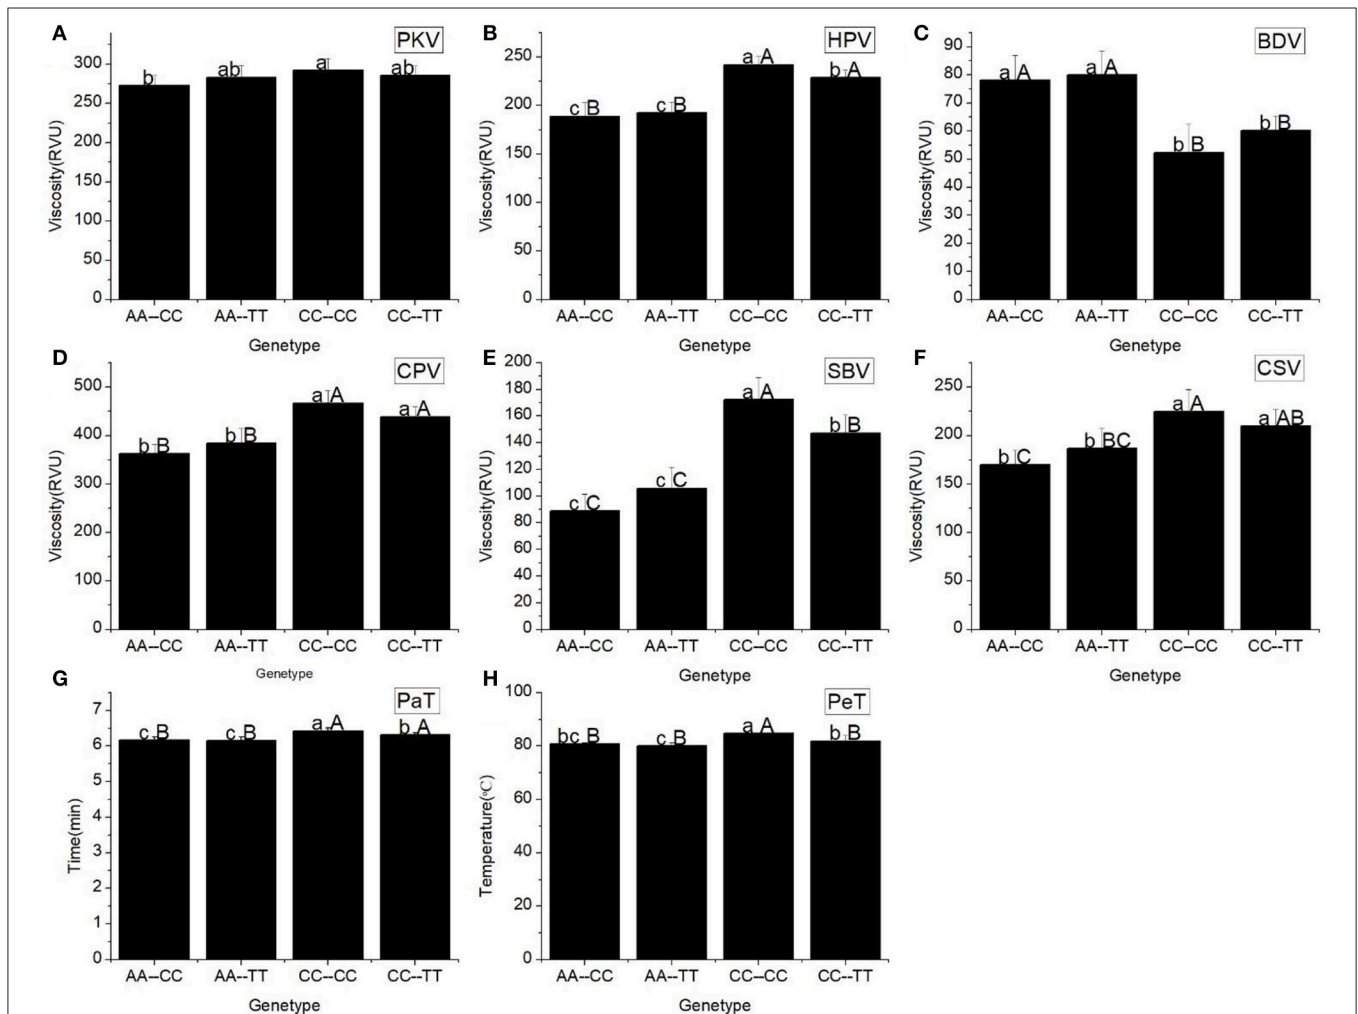 A
PKV
Viscosity(RVU)
300
250
200
150
100
50
0
b
ab
a
ab
AA--CC AA--TT CC--CC CC--TT
Genetype
B
HPV
Viscosity(RVU)
250
200
150
100
50
0
c B
c B
a A
b A
AA--CC AA--TT CC--CC CC--TT
Genetype
C
BDV
Viscosity(RVU)
90
80
70
60
50
40
30
20
10
0
a A
a A
b B
b B
AA--CC AA--TT CC--CC CC--TT
Genetype
D
CPV
Viscosity(RVU)
500
400
300
200
100
0
b B
b B
a A
a A
AA--CC AA--TT CC--CC CC--TT
Genetype
E
SBV
Viscosity(RVU)
200
180
160
140
120
100
80
60
40
20
0
c C
c C
a A
b B
AA--CC AA--TT CC--CC CC--TT
Genetype
F
CSV
Viscosity(RVU)
250
200
150
100
50
0
b C
b BC
a A
a AB
AA--CC AA--TT CC--CC CC--TT
Genetype
G
PaT
Time(min)
7
6
5
4
3
2
1
0
c B
c B
a A
b A
AA--CC AA--TT CC--CC CC--TT
Genetype
H
PeT
Temperature(℃)
100
80
60
40
20
0
bc B
c B
a A
b B
AA--CC AA--TT CC--CC CC--TT
Genetype